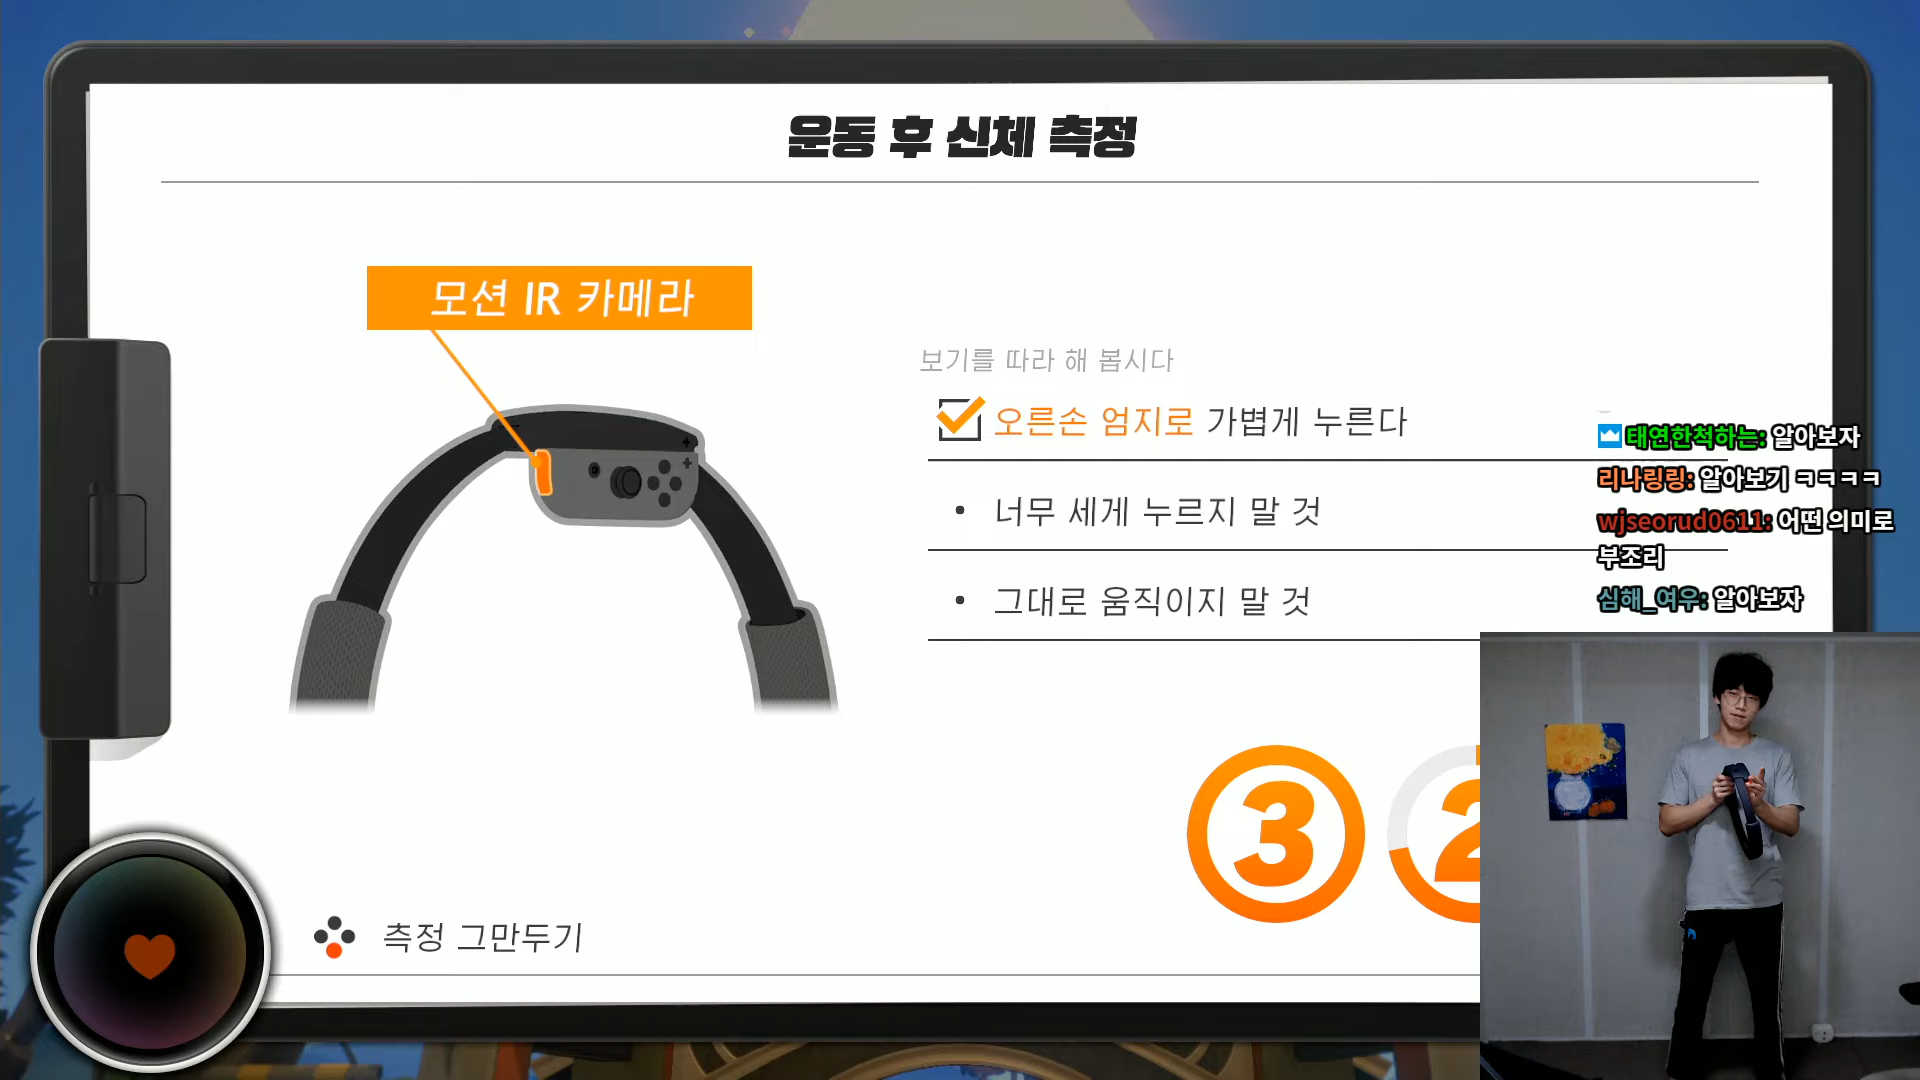 운동 후 신체 측정
모션 IR 카메라
보기를 따라 해 봅시다
오른손 엄지로 가볍게 누른다
너무 세게 누르지 말 것
그대로 움직이지 말 것
태연한척하는: 알아보자
리나링링: 알아보기 ㅋㅋㅋㅋ
wjseorud0611: 어떤 의미로
부조리
심해_여우: 알아보자
3 2
측정 그만두기